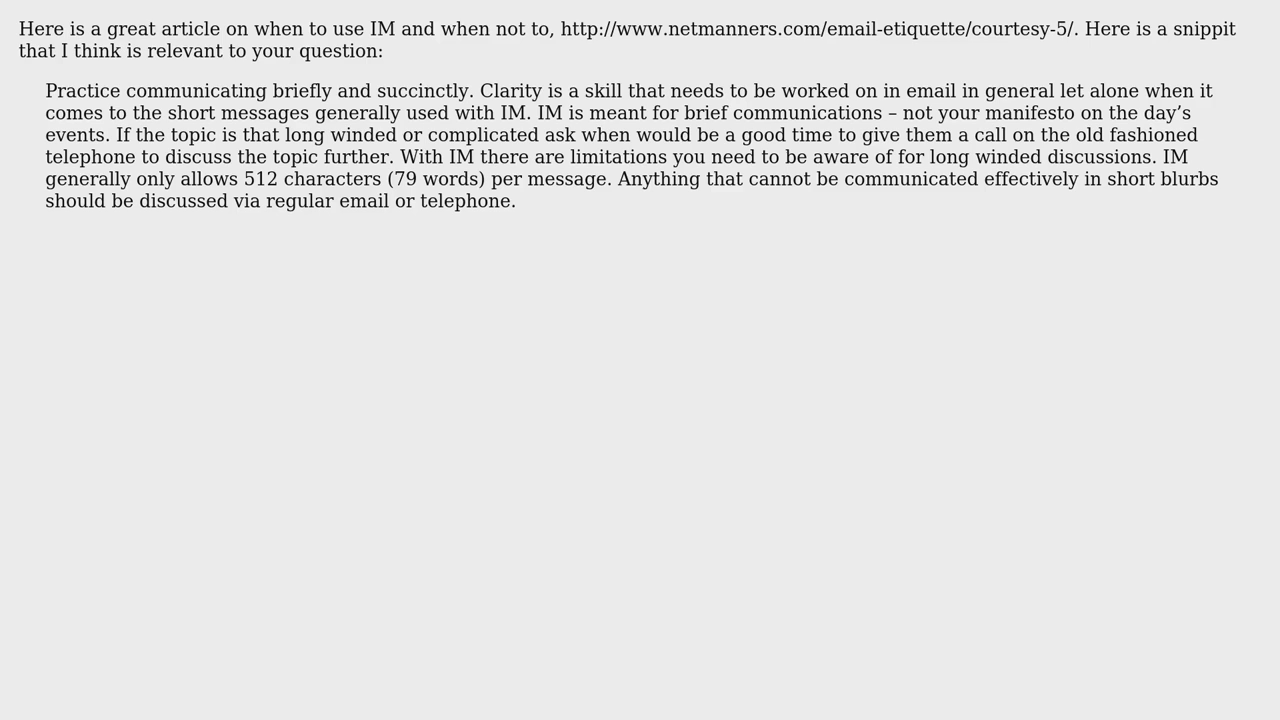 Here is a great article on when to use IM and when not to, http://www.netmanners.com/email-etiquette/courtesy-5/. Here is a snippit
that I think is relevant to your question:
Practice communicating briefly and succinctly. Clarity is a skill that needs to be worked on in email in general let alone when it
comes to the short messages generally used with IM. IM is meant for brief communications – not your manifesto on the day’s
events. If the topic is that long winded or complicated ask when would be a good time to give them a call on the old fashioned
telephone to discuss the topic further. With IM there are limitations you need to be aware of for long winded discussions. IM
generally only allows 512 characters (79 words) per message. Anything that cannot be communicated effectively in short blurbs
should be discussed via regular email or telephone.